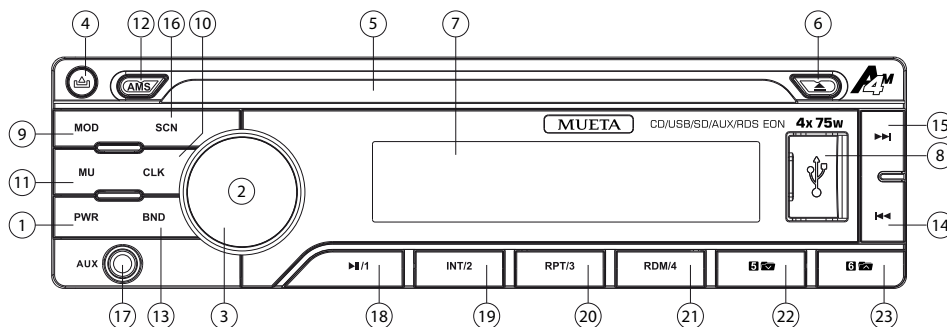 4 12 16 10 5 7 6
AMS
A4M
9 MOD SCN MUETA CD/USB/SD/AUX/RDS EON 4x 75W 15
8
11 MU CLK 2
1 PWR BND 14
AUX
▶II/1 INT/2 RPT/3 RDM/4 5 6
17 13 3 18 19 20 21 22 23